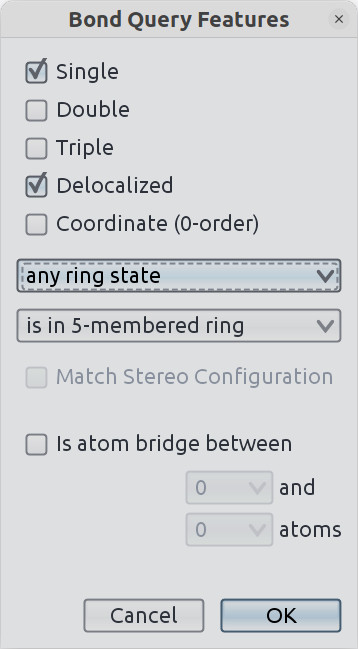 Bond Query Features
Single
Double
Triple
Delocalized
Coordinate (0-order)
any ring state
is in 5-membered ring
Match Stereo Configuration
Is atom bridge between
0 and
0 atoms
Cancel OK